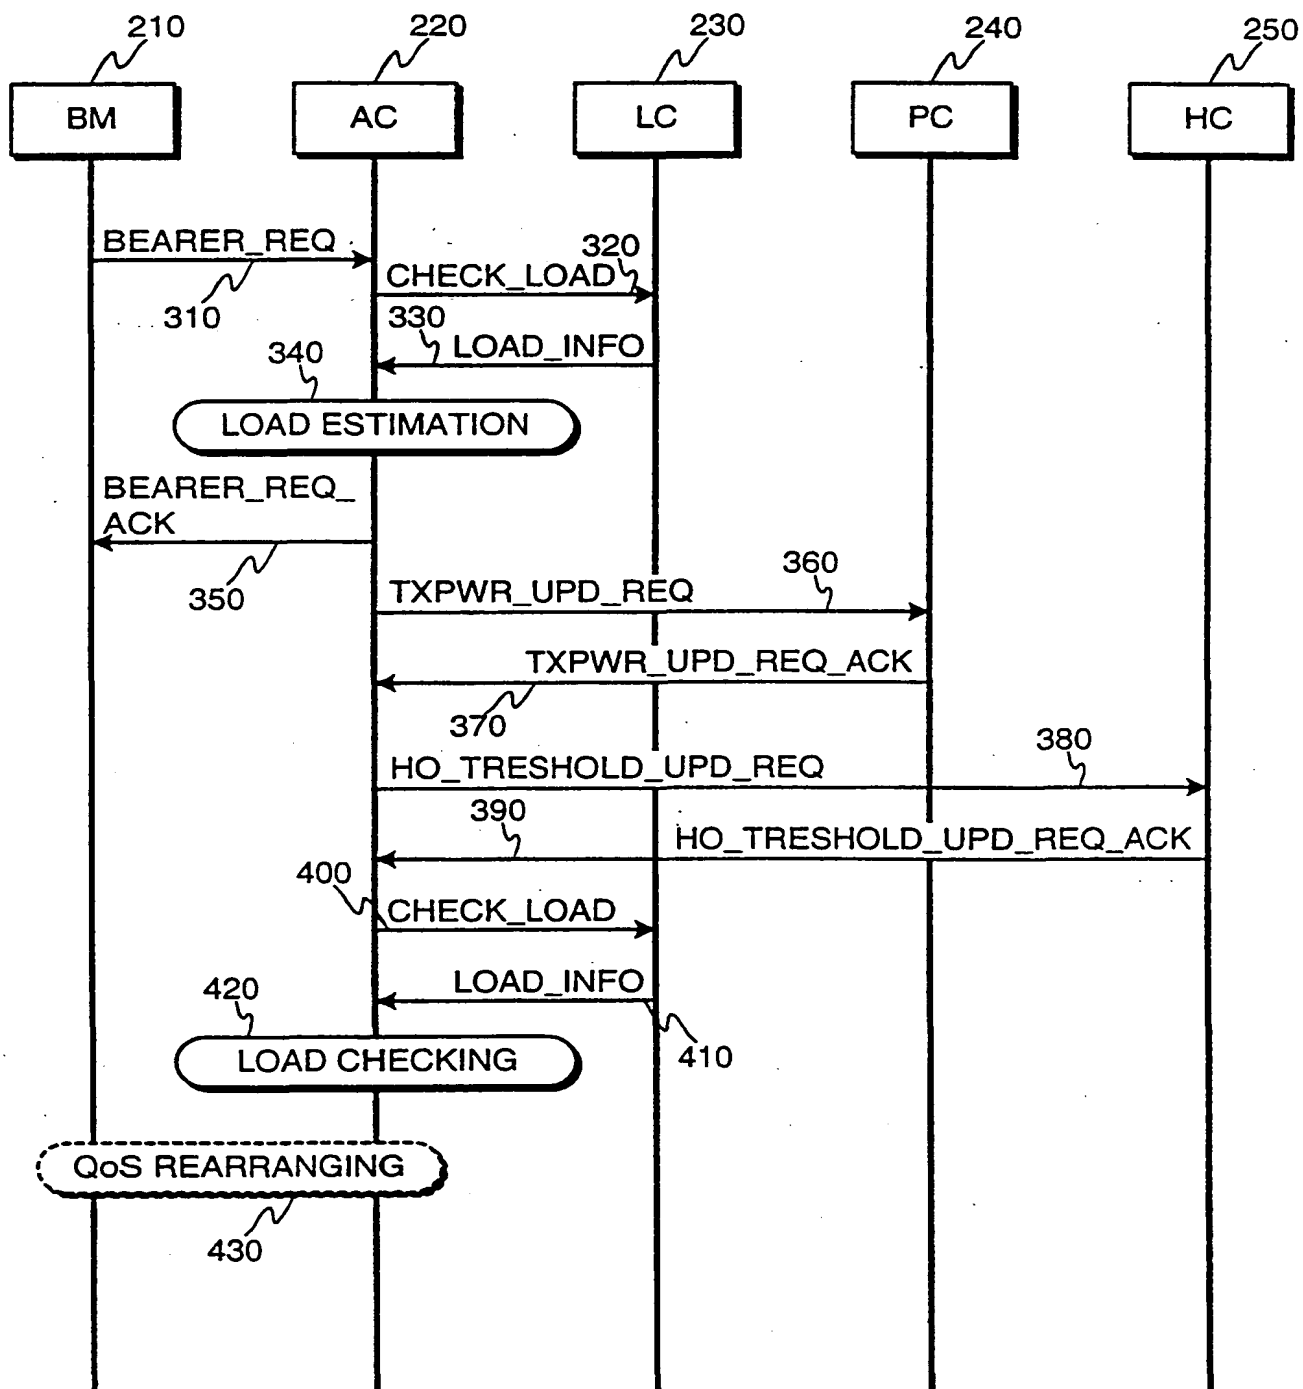 210
220
230
240
250
BM
AC
LC
PC
HC
BEARER_REQ
320
CHECK_LOAD
310
330
LOAD_INFO
340
LOAD ESTIMATION
BEARER_REQ_
ACK
350
360
TXPWR_UPD_REQ
TXPWR_UPD_REQ_ACK
370
380
HO_TRESHOLD_UPD_REQ
390
HO_TRESHOLD_UPD_REQ_ACK
400
CHECK_LOAD
LOAD_INFO
420
410
LOAD CHECKING
QoS REARRANGING
430